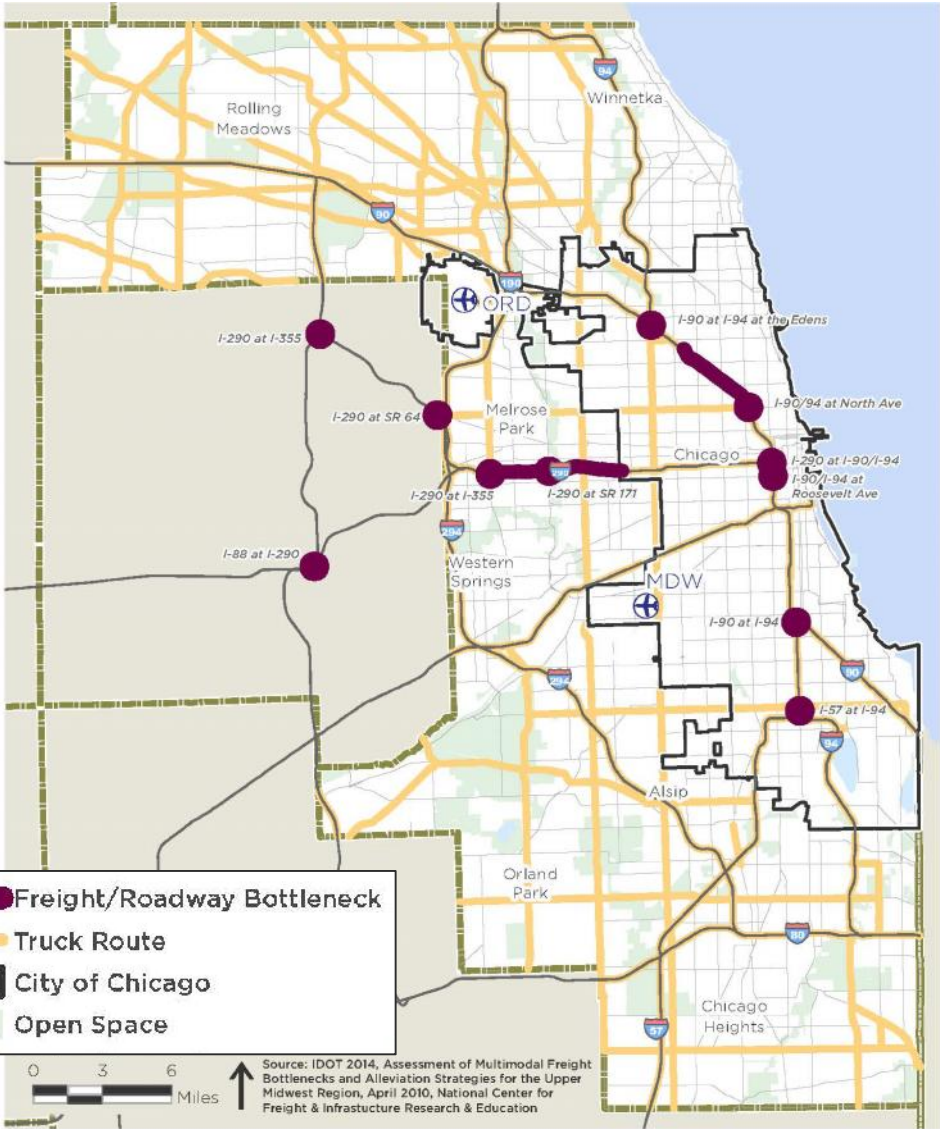 94
Winnetka
Rolling
Meadows
90
190
ORD
I-90 at I-94 at the Edens
I-290 at I-355
I-290 at SR 64
Melrose
Park
I-90/94 at North Ave
Chicago
I-290 at I-90/I-94
I-90/I-94 at
Roosevelt Ave
290
I-290 at I-355
I-290 at SR 171
294
I-88 at I-290
Western
Springs
MDW
I-90 at I-94
90
294
I-57 at I-94
94
Alsip
Orland
Park
80
Freight/Roadway Bottleneck
Truck Route
City of Chicago
Open Space
Chicago
Heights
57
0 3 6
Miles
Source: IDOT 2014, Assessment of Multimodal Freight
Bottlenecks and Alleviation Strategies for the Upper
Midwest Region, April 2010, National Center for
Freight & Infrastucture Research & Education